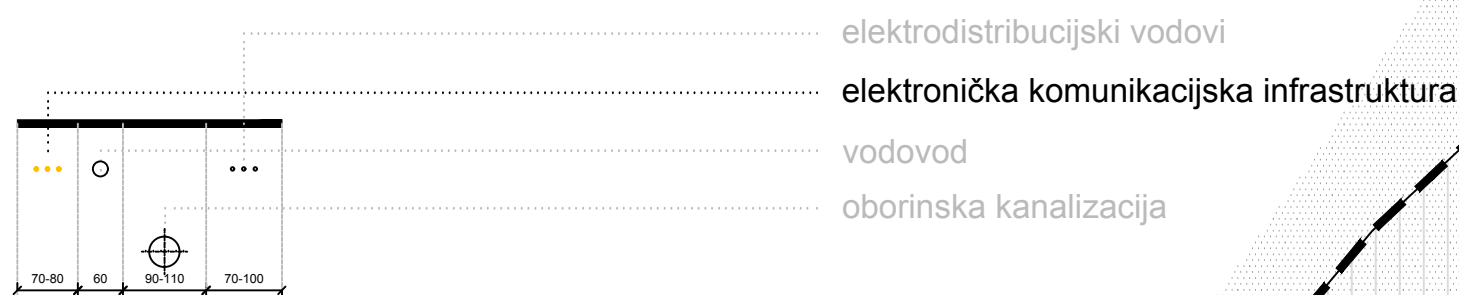 elektrodistribucijski vodovi
elektronička komunikacijska infrastruktura
vodovod
oborinska kanalizacija
70-80 60 90-110 70-100